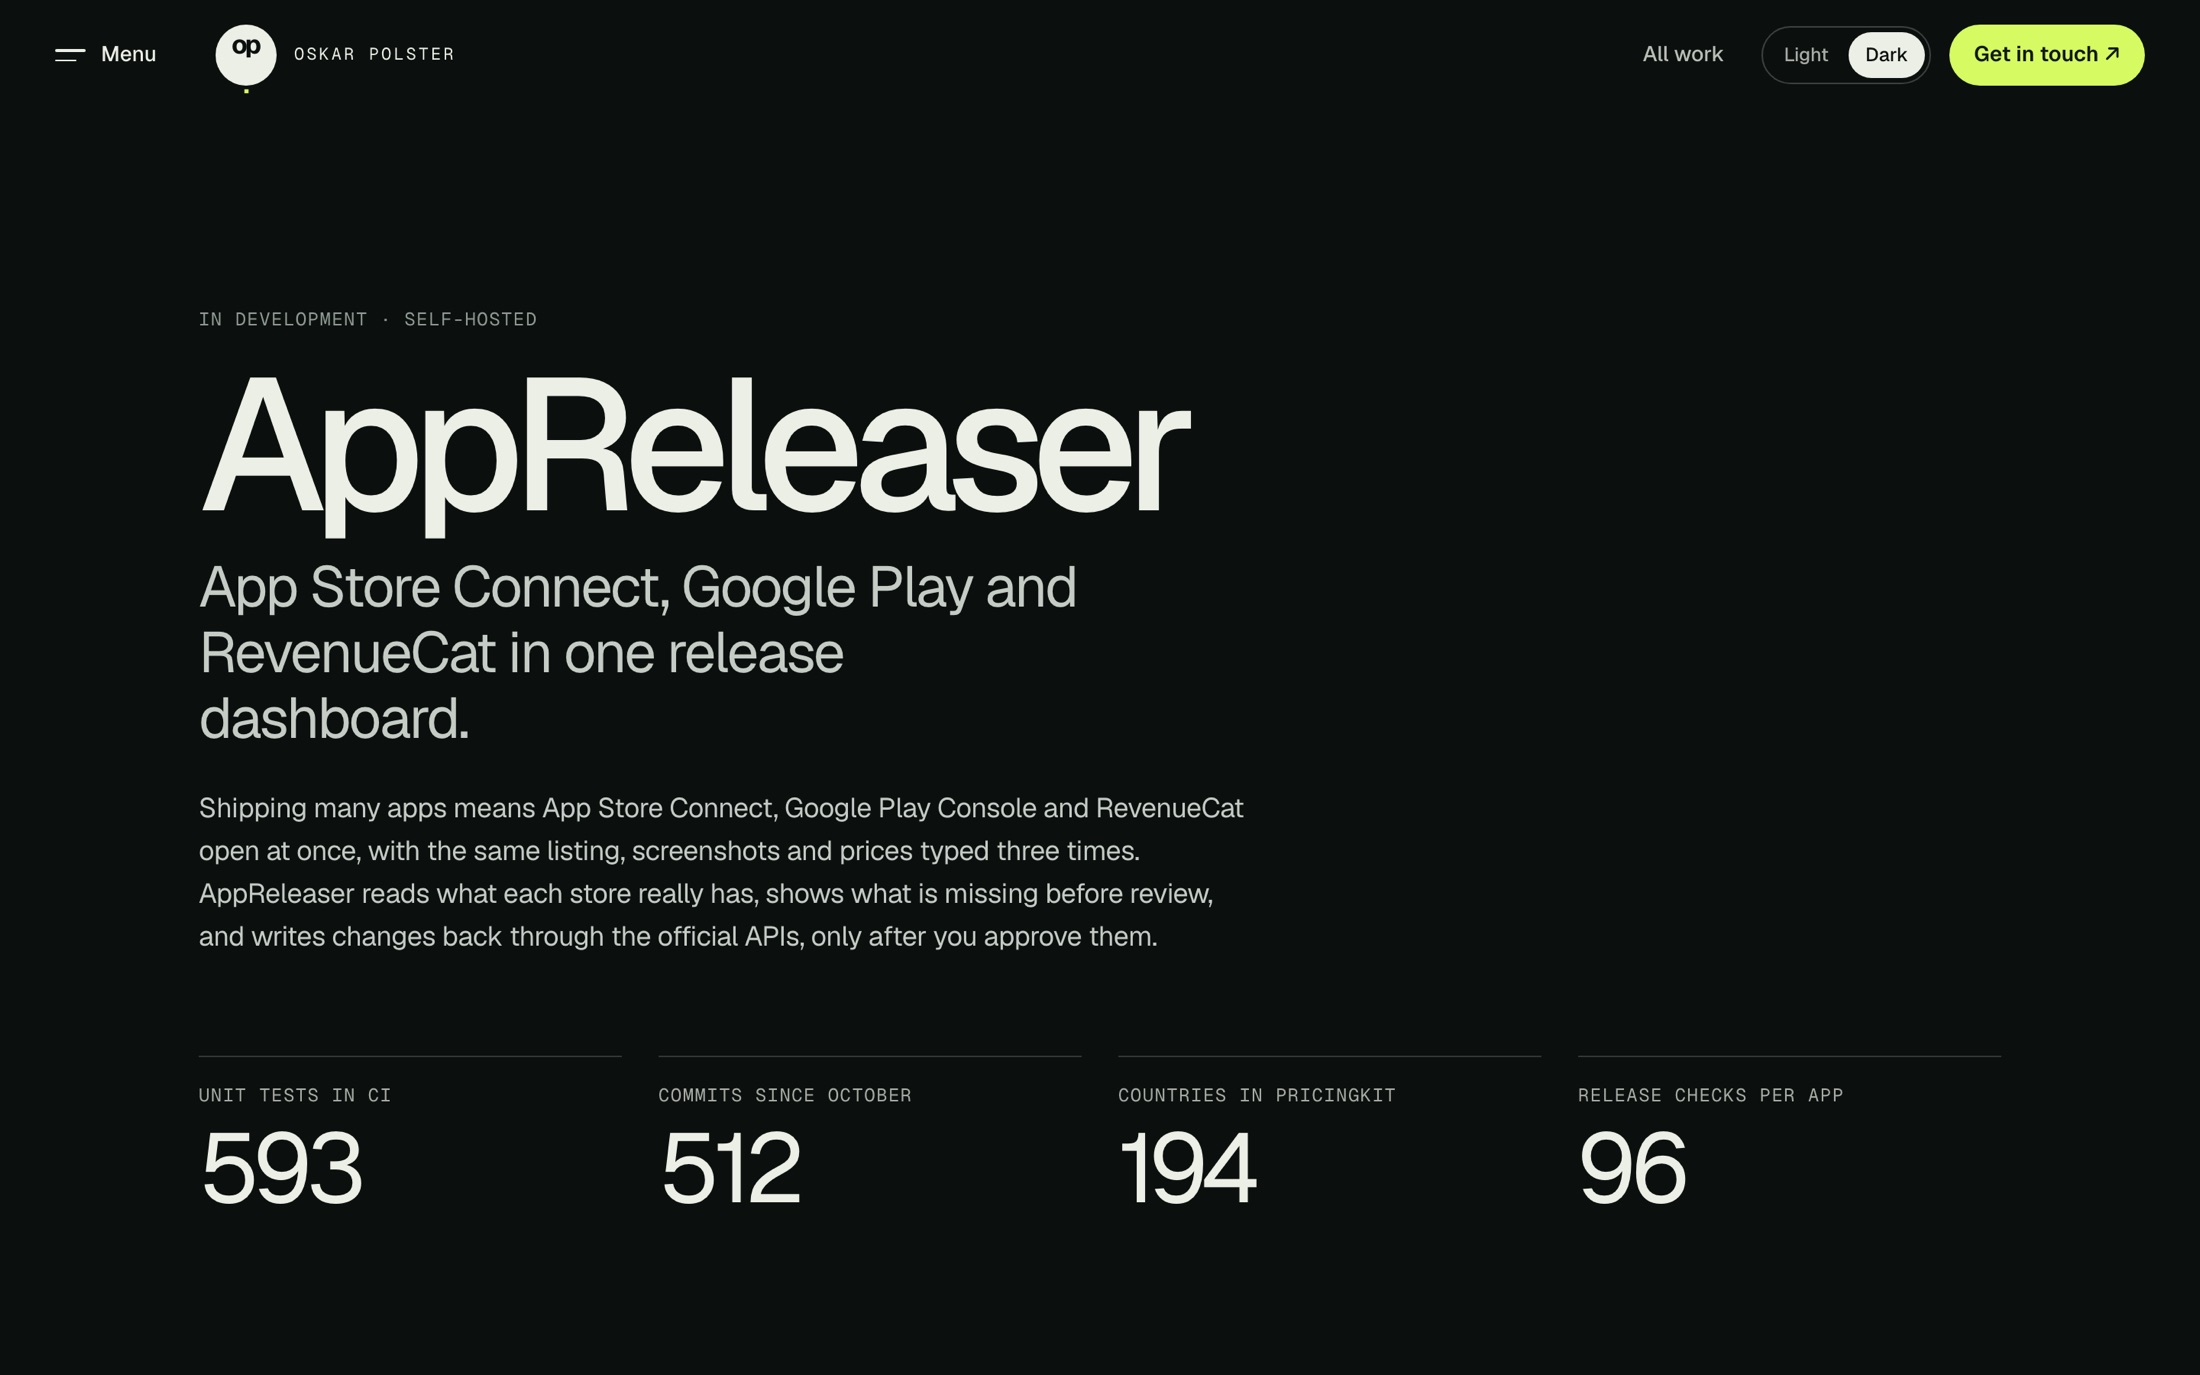 Menu
op
OSKAR POLSTER
All work
Light
Dark
Get in touch ↗
IN DEVELOPMENT · SELF-HOSTED
AppReleaser
App Store Connect, Google Play and
RevenueCat in one release
dashboard.
Shipping many apps means App Store Connect, Google Play Console and RevenueCat
open at once, with the same listing, screenshots and prices typed three times.
AppReleaser reads what each store really has, shows what is missing before review,
and writes changes back through the official APIs, only after you approve them.
UNIT TESTS IN CI
593
COMMITS SINCE OCTOBER
512
COUNTRIES IN PRICINGKIT
194
RELEASE CHECKS PER APP
96